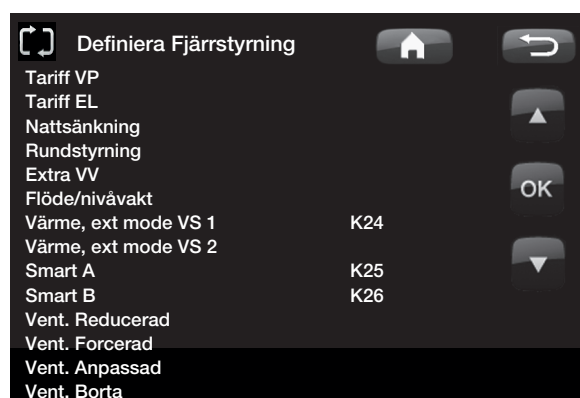 Definiera Fjärrstyrning
Tariff VP
Tariff EL
Nattsänkning
Rundstyrning
Extra VV
OK
Flöde/nivåvakt
Värme, ext mode VS 1 K24
Värme, ext mode VS 2
Smart A K25
Smart B K26
Vent. Reducerad
Vent. Forcerad
Vent. Anpassad
Vent. Borta